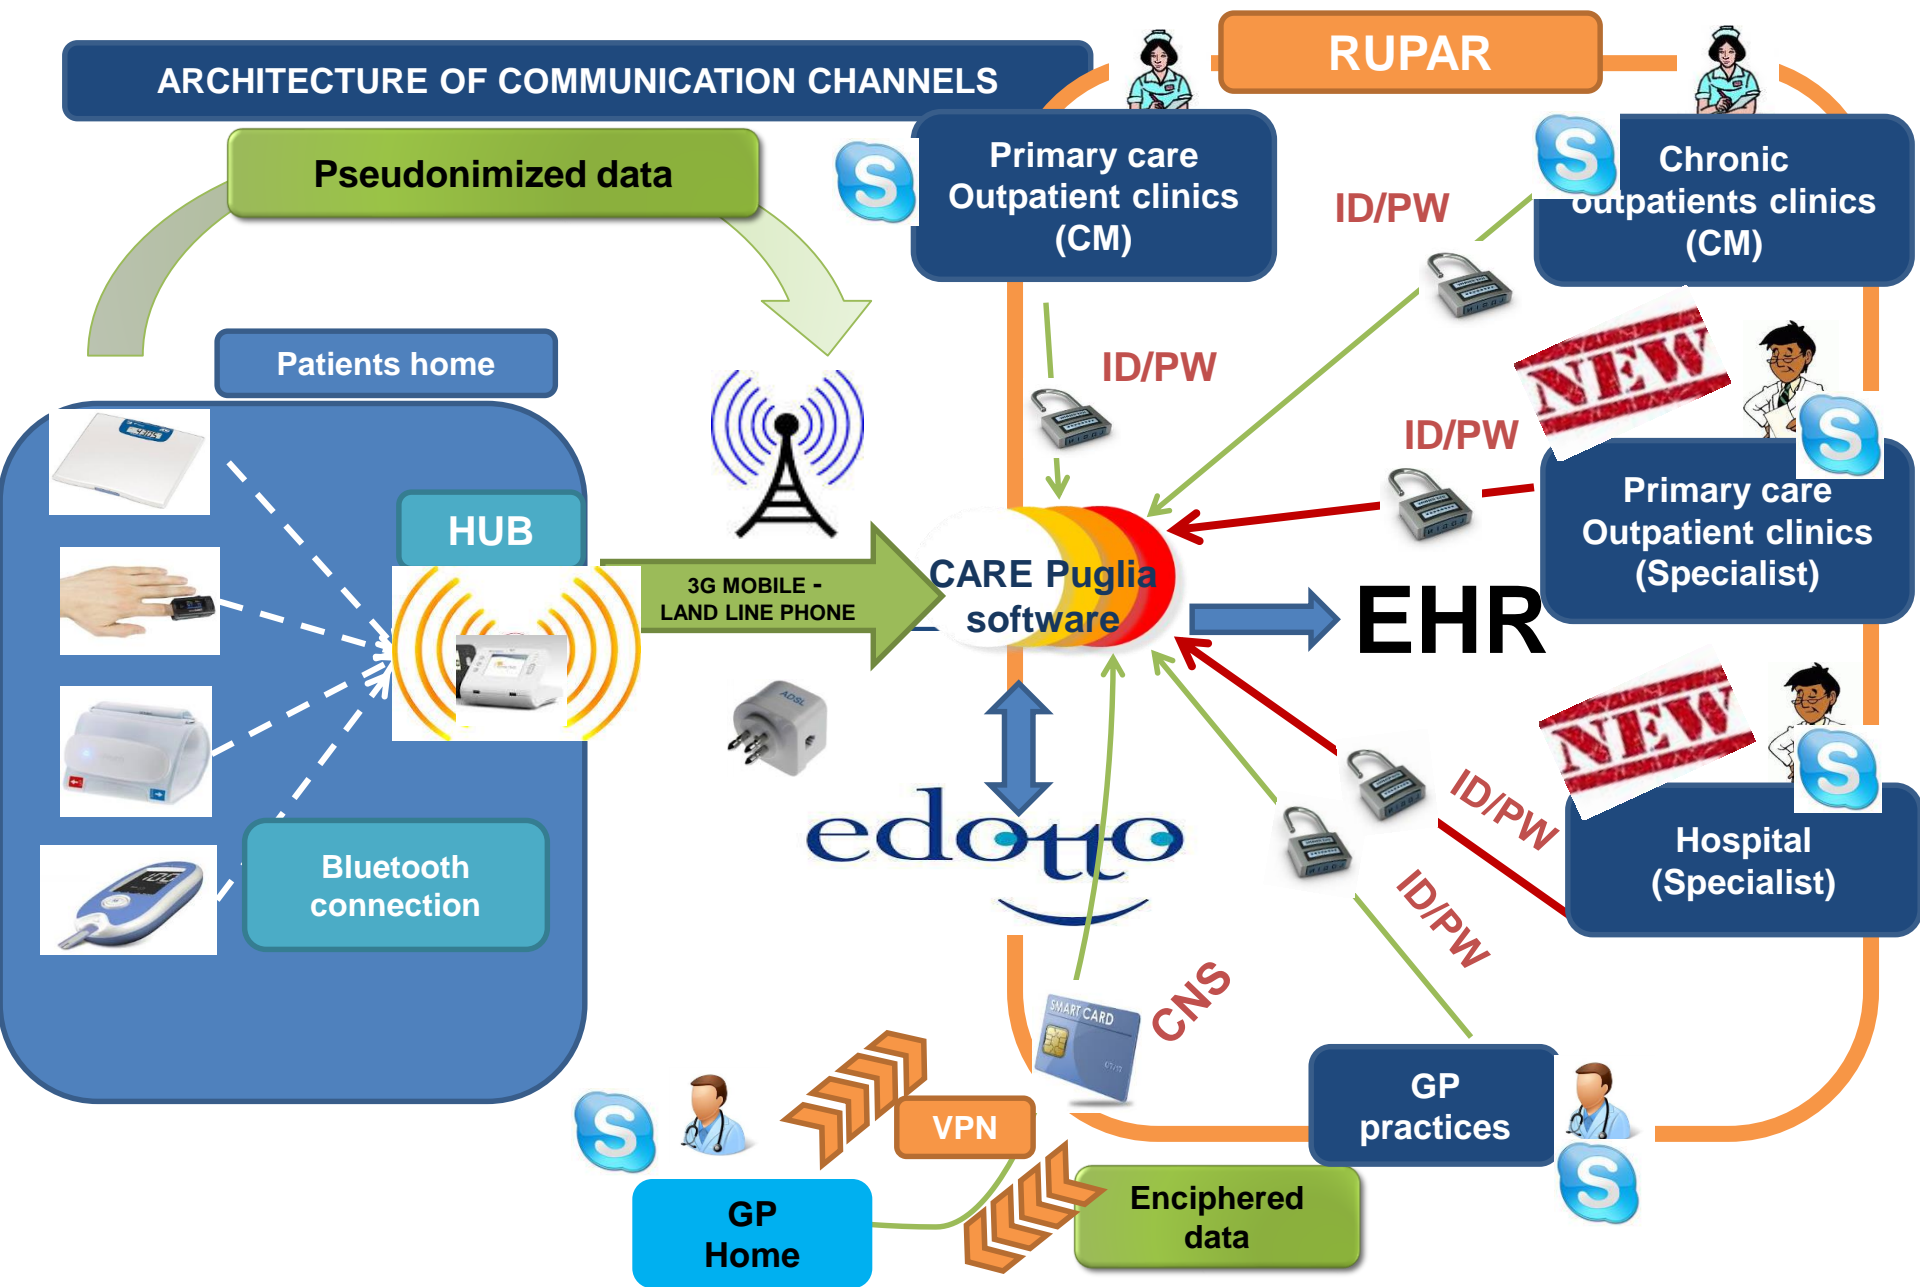 ARCHITECTURE OF COMMUNICATION CHANNELS
RUPAR
Pseudonimized data
S
Primary care
Outpatient clinics
(CM)
ID/PW
S
Chronic
outpatients clinics
(CM)
Patients home
ID/PW
NEW
ID/PW
S
HUB
Primary care
Outpatient clinics
(Specialist)
3G MOBILE -
LAND LINE PHONE
CARE Puglia
software
EHR
ADSL
NEW
S
edotto
ID/PW
Hospital
(Specialist)
Bluetooth
connection
ID/PW
CNS
SMART CARD
GP
practices
S
S
VPN
GP
Home
Enciphered
data